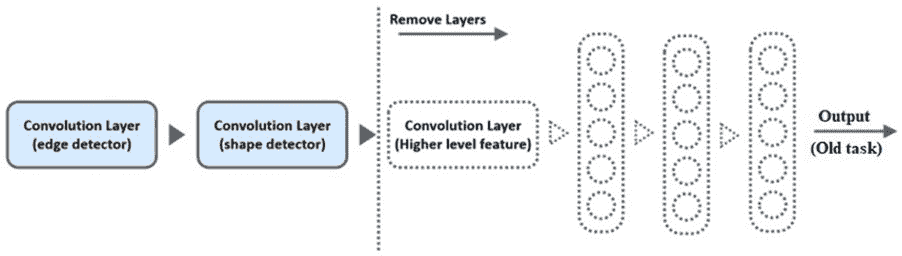 Remove Layers
Convolution Layer
(edge detector)
Convolution Layer
(shape detector)
Convolution Layer
(Higher level feature)
Output
(Old task)